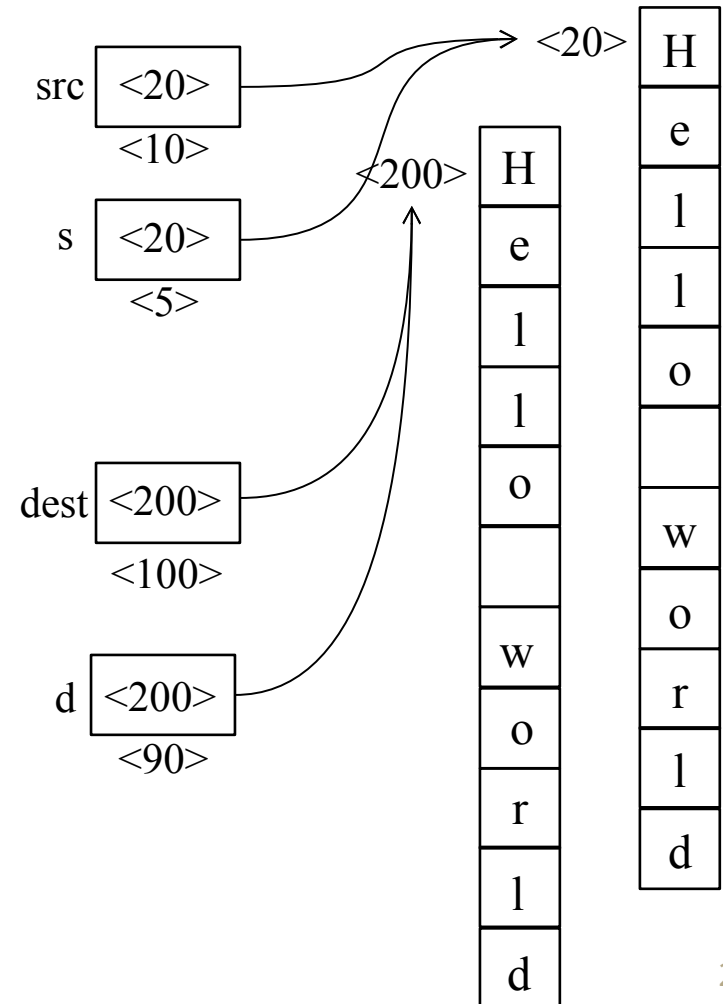 src <20>
<10>
s <20>
<5>
dest <200>
<100>
d <200>
<90>
<200>
H
e
l
l
o
w
o
r
l
d
<20>
H
e
l
l
o
w
o
r
l
d